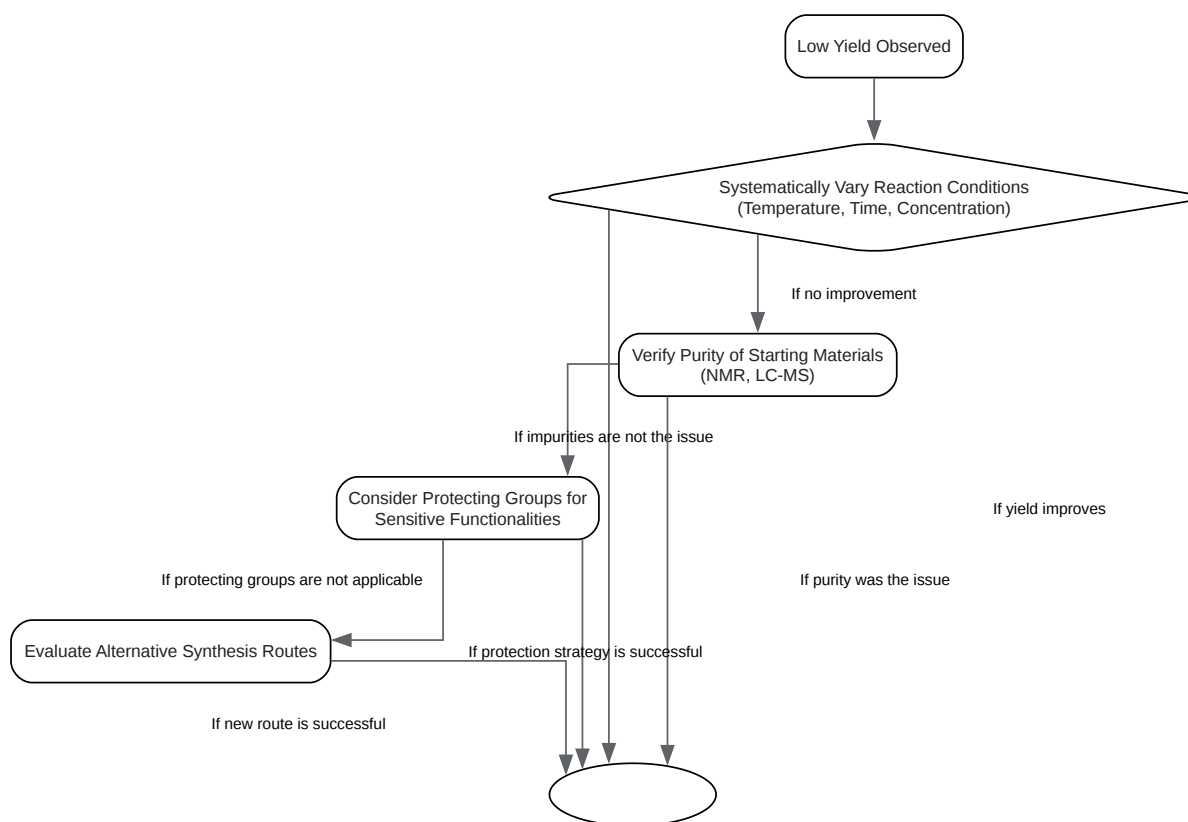 Low Yield Observed
Systematically Vary Reaction Conditions
(Temperature, Time, Concentration)
If no improvement
Verify Purity of Starting Materials
(NMR, LC-MS)
If impurities are not the issue
Consider Protecting Groups for
Sensitive Functionalities
If yield improves
If protecting groups are not applicable
If purity was the issue
Evaluate Alternative Synthesis Routes
If protection strategy is successful
If new route is successful